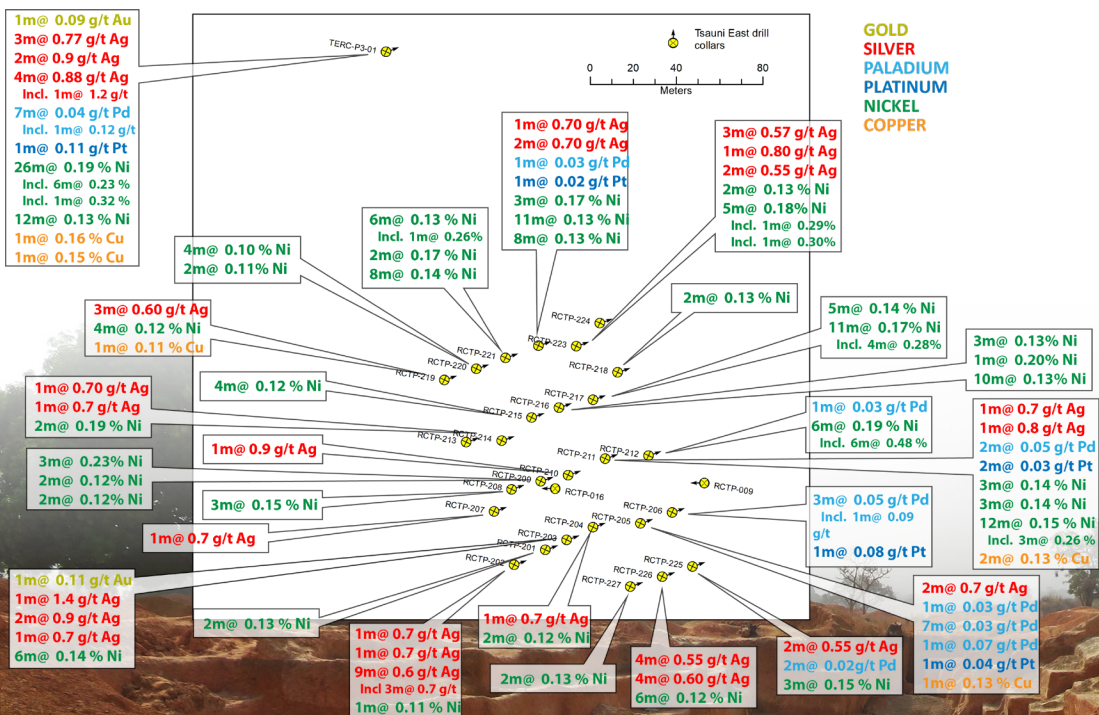 1m@ 0.09 g/t Au
3m@ 0.77 g/t Ag
2m@ 0.9 g/t Ag
4m@ 0.88 g/t Ag
Incl. 1m@ 1.2 g/t
7m@ 0.04 g/t Pd
Incl. 1m@ 0.12 g/t
1m@ 0.11 g/t Pt
26m@ 0.19 % Ni
Incl. 6m@ 0.23 %
Incl. 1m@ 0.32 %
12m@ 0.13 % Ni
1m@ 0.16 % Cu
1m@ 0.15 % Cu
TERC-P3-01
Tsauni East drill
collars
0 20 40 60 80
Meters
GOLD
SILVER
PALADIUM
PLATINUM
NICKEL
COPPER
1m@ 0.70 g/t Ag
2m@ 0.70 g/t Ag
1m@ 0.03 g/t Pd
1m@ 0.02 g/t Pt
3m@ 0.17 % Ni
11m@ 0.13 % Ni
8m@ 0.13 % Ni
3m@ 0.57 g/t Ag
1m@ 0.80 g/t Ag
2m@ 0.55 g/t Ag
2m@ 0.13 % Ni
5m@ 0.18% Ni
Incl. 1m@ 0.29%
Incl. 1m@ 0.30%
6m@ 0.13 % Ni
Incl. 1m@ 0.26%
2m@ 0.17 % Ni
8m@ 0.14 % Ni
4m@ 0.10 % Ni
2m@ 0.11% Ni
2m@ 0.13 % Ni
3m@ 0.60 g/t Ag
4m@ 0.12 % Ni
1m@ 0.11 % Cu
5m@ 0.14 % Ni
11m@ 0.17% Ni
Incl. 4m@ 0.28%
3m@ 0.13% Ni
1m@ 0.20% Ni
10m@ 0.13% Ni
RCTP-224
RCTP-223
RCTP-221
RCTP-220
RCTP-219
RCTP-218
RCTP-217
RCTP-216
RCTP-215
RCTP-214
RCTP-213
RCTP-212
RCTP-211
RCTP-210
RCTP-200
RCTP-208
RCTP-016
RCTP-009
RCTP-207
RCTP-206
RCTP-205
RCTP-204
RCTP-203
RCTP-201
RCTP-202
RCTP-225
RCTP-226
RCTP-227
4m@ 0.12 % Ni
1m@ 0.70 g/t Ag
1m@ 0.7 g/t Ag
2m@ 0.19 % Ni
1m@ 0.9 g/t Ag
3m@ 0.23% Ni
2m@ 0.12% Ni
2m@ 0.12% Ni
3m@ 0.15 % Ni
1m@ 0.7 g/t Ag
1m@ 0.03 g/t Pd
6m@ 0.19 % Ni
Incl. 6m@ 0.48 %
1m@ 0.7 g/t Ag
1m@ 0.8 g/t Ag
2m@ 0.05 g/t Pd
2m@ 0.03 g/t Pt
3m@ 0.14 % Ni
3m@ 0.14 % Ni
12m@ 0.15 % Ni
Incl. 3m@ 0.26 %
2m@ 0.13 % Cu
3m@ 0.05 g/t Pd
Incl. 1m@ 0.09
g/t
1m@ 0.08 g/t Pt
1m@ 0.11 g/t Au
1m@ 1.4 g/t Ag
2m@ 0.9 g/t Ag
1m@ 0.7 g/t Ag
6m@ 0.14 % Ni
2m@ 0.13 % Ni
1m@ 0.7 g/t Ag
1m@ 0.7 g/t Ag
9m@ 0.6 g/t Ag
Incl 3m@ 0.7 g/t
1m@ 0.11 % Ni
1m@ 0.7 g/t Ag
2m@ 0.12 % Ni
2m@ 0.13 % Ni
4m@ 0.55 g/t Ag
4m@ 0.60 g/t Ag
6m@ 0.12 % Ni
2m@ 0.55 g/t Ag
2m@ 0.02g/t Pd
3m@ 0.15 % Ni
2m@ 0.7 g/t Ag
1m@ 0.03 g/t Pd
7m@ 0.03 g/t Pd
1m@ 0.07 g/t Pd
1m@ 0.04 g/t Pt
1m@ 0.13 % Cu